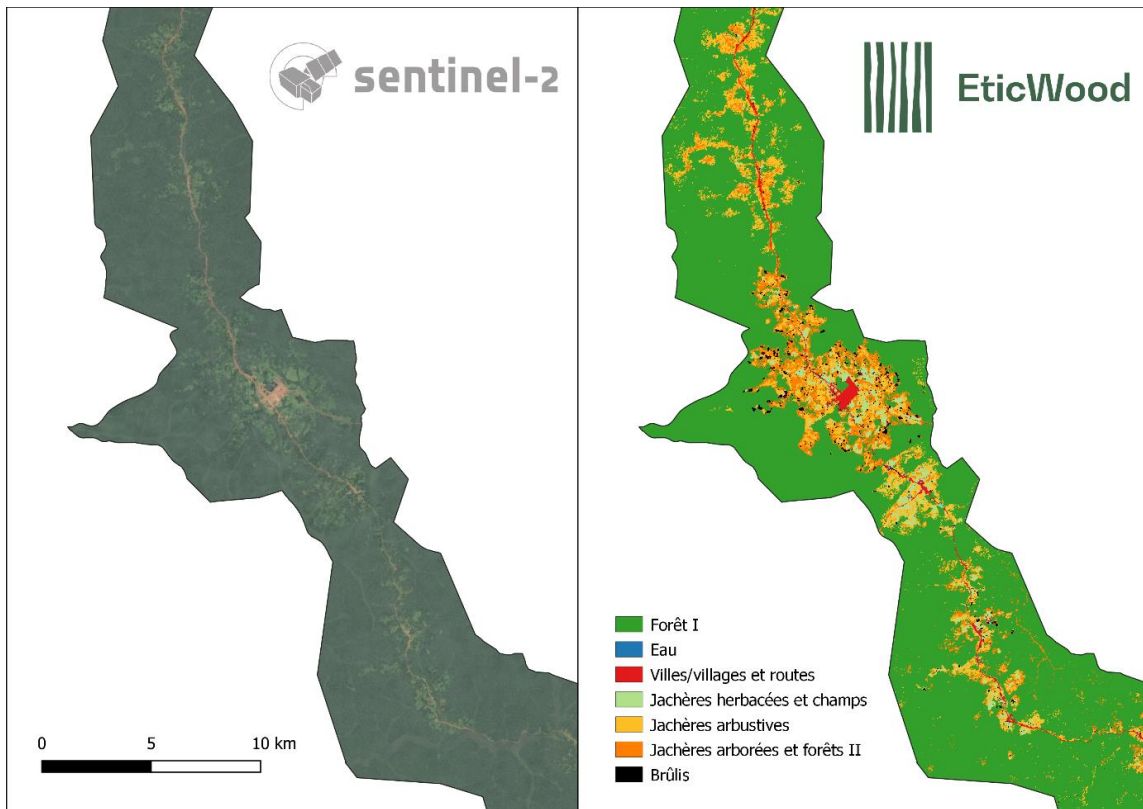 sentinel-2
EticWood
Forêt I
Eau
Villes/villages et routes
Jachères herbacées et champs
Jachères arbustives
Jachères arborées et forêts II
Brûlis
0 5 10 km